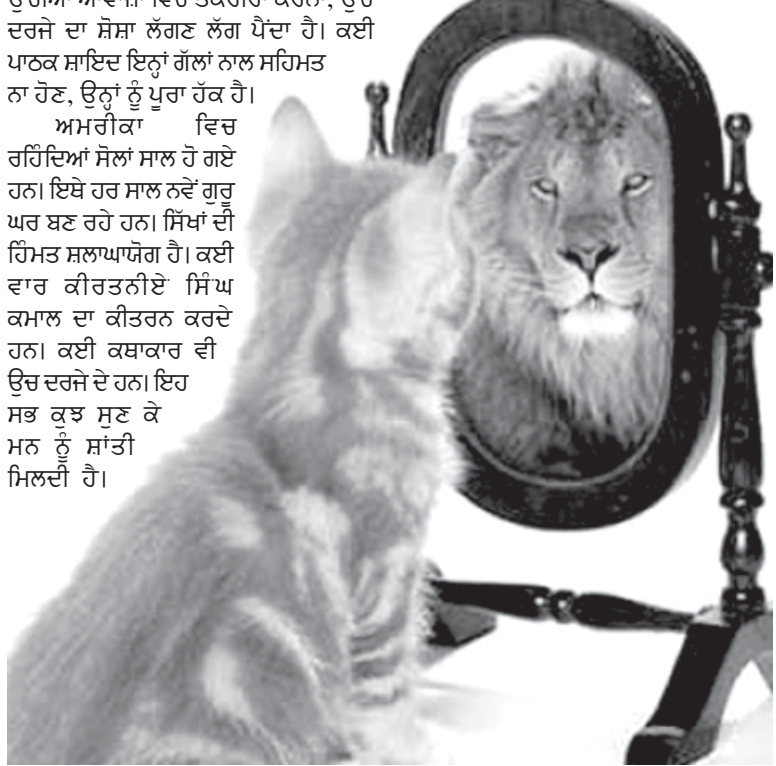 ਦਰਜੇ ਦਾ ਸ਼ੋਸ਼ਾ ਲੱਗਣ ਲੱਗ ਪੈਂਦਾ ਹੈ। ਕਈ
ਪਾਠਕ ਸ਼ਾਇਦ ਇਨ੍ਹਾਂ ਗੱਲਾਂ ਨਾਲ ਸਹਿਮਤ
ਨਾ ਹੋਣ, ਉਨ੍ਹਾਂ ਨੂੰ ਪੂਰਾ ਹੱਕ ਹੈ।
ਅਮਰੀਕਾ ਵਿਚ
ਰਹਿੰਦਿਆਂ ਸੋਲਾਂ ਸਾਲ ਹੋ ਗਏ
ਹਨ। ਇਥੇ ਹਰ ਸਾਲ ਨਵੇਂ ਗੁਰੂ
ਘਰ ਬਣ ਰਹੇ ਹਨ। ਸਿੱਖਾਂ ਦੀ
ਹਿੰਮਤ ਸ਼ਲਾਘਾਯੋਗ ਹੈ। ਕਈ
ਵਾਰ ਕੀਰਤਨੀਏ ਸਿੰਘ
ਕਮਾਲ ਦਾ ਕੀਤਰਨ ਕਰਦੇ
ਹਨ। ਕਈ ਕਥਾਕਾਰ ਵੀ
ਉਚ ਦਰਜੇ ਦੇ ਹਨ। ਇਹ
ਸਭ ਕੁਝ ਸੁਣ ਕੇ
ਮਨ ਨੂੰ ਸ਼ਾਂਤੀ
ਮਿਲਦੀ ਹੈ।